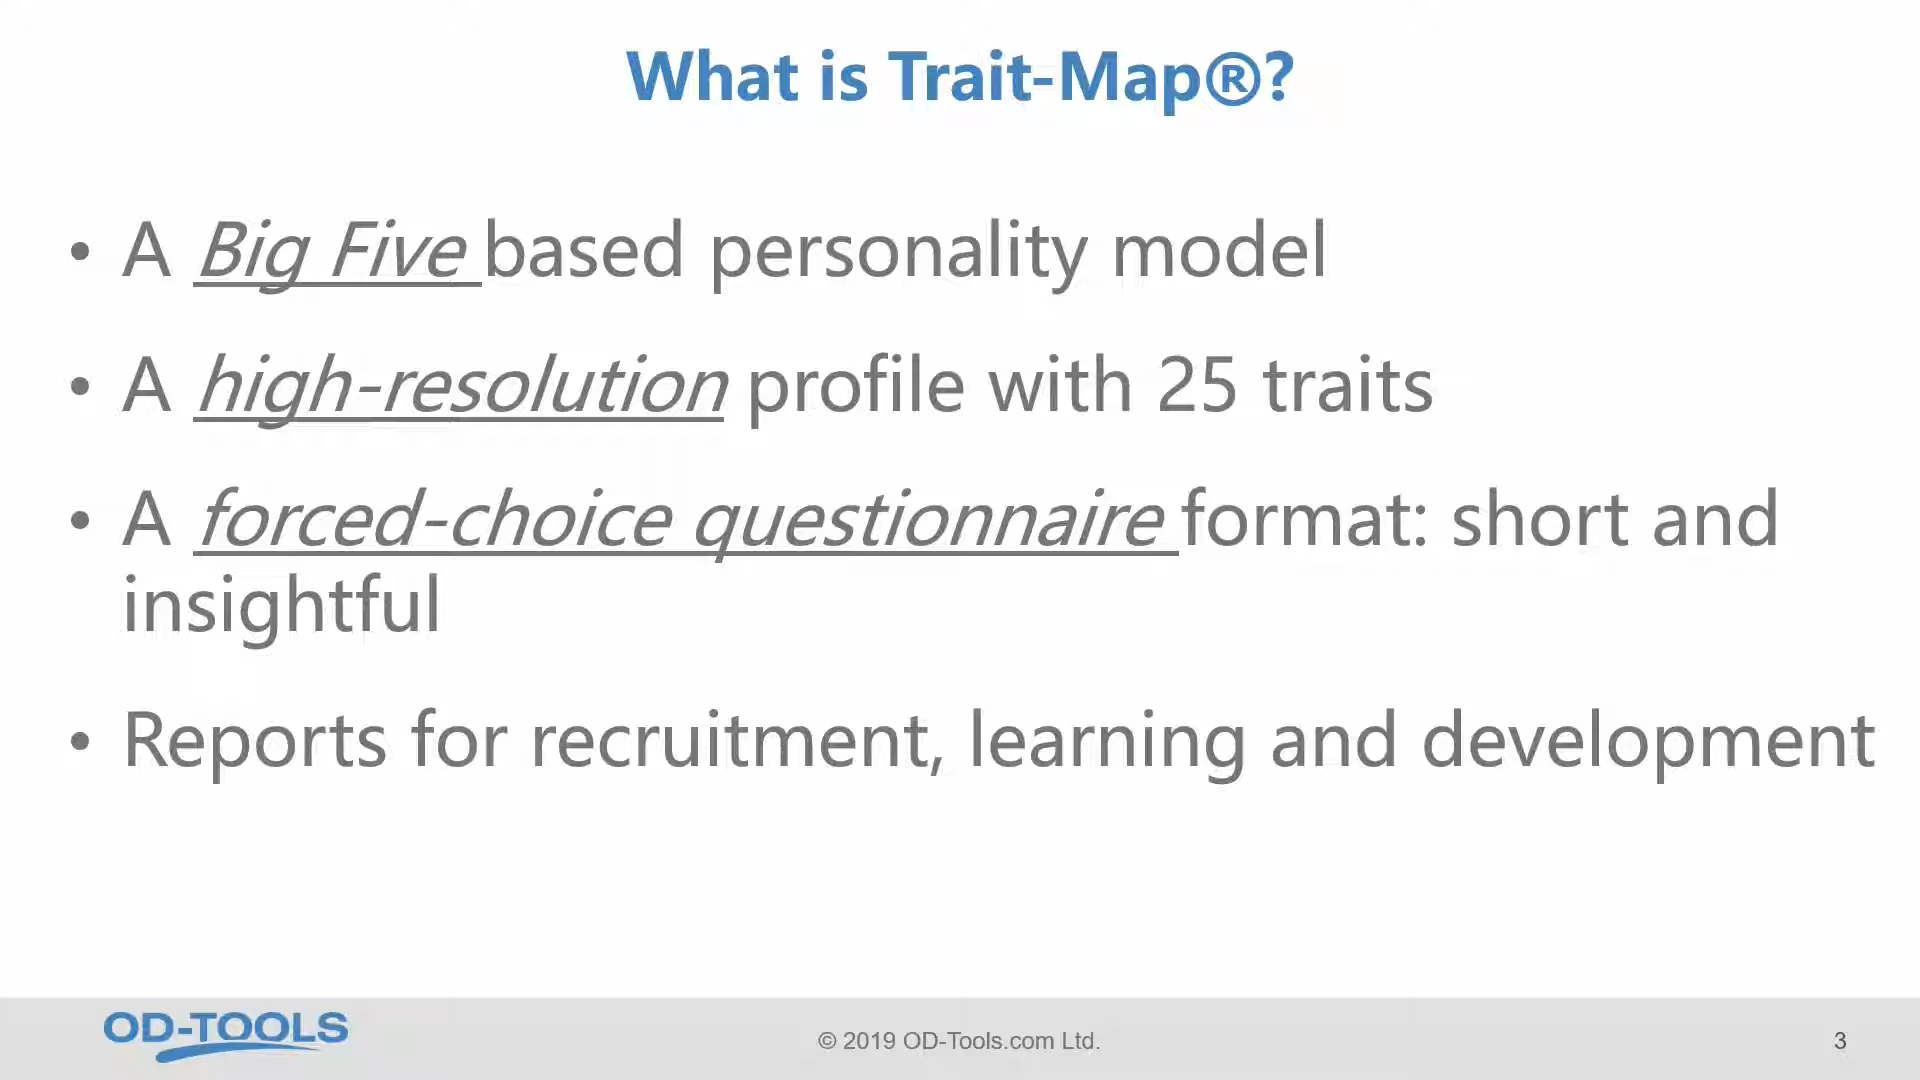 What is Trait-Map®?
• A Big Five based personality model
• A high-resolution profile with 25 traits
• A forced-choice questionnaire format: short and
insightful
• Reports for recruitment, learning and development
OD-TOOLS
© 2019 OD-Tools.com Ltd.
3